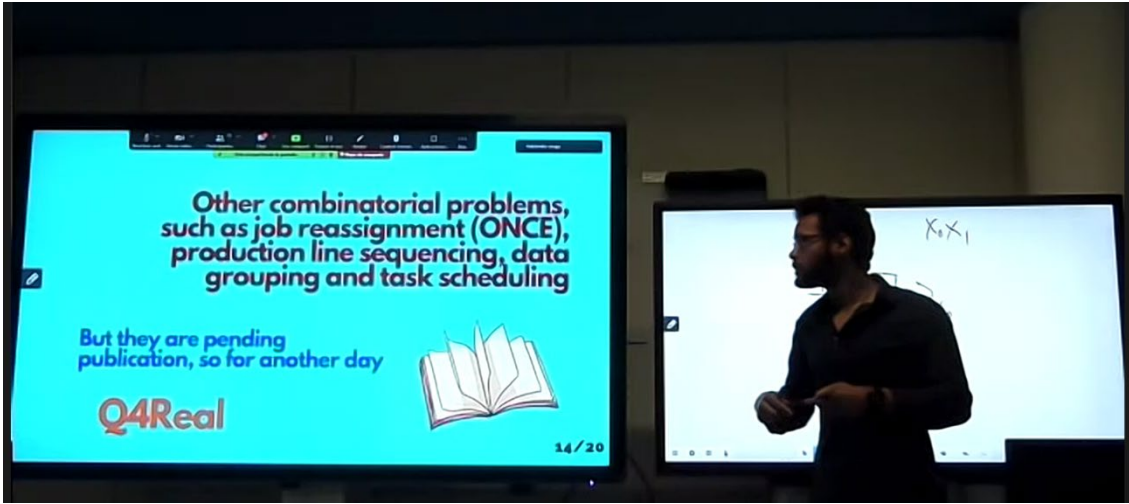 Other combinatorial problems,
such as job reassignment (ONCE),
production line sequencing, data
grouping and task scheduling
But they are pending
publication, so for another day
Q4Real
14/20
X₀X₁